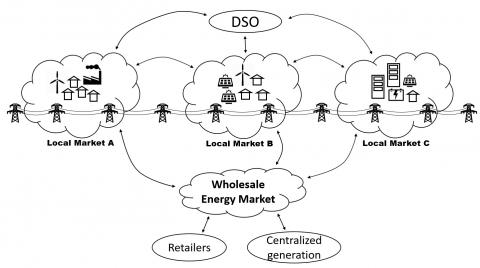 DSO
Local Market A
Local Market B
Local Market C
Wholesale
Energy Market
Retailers
Centralized
generation